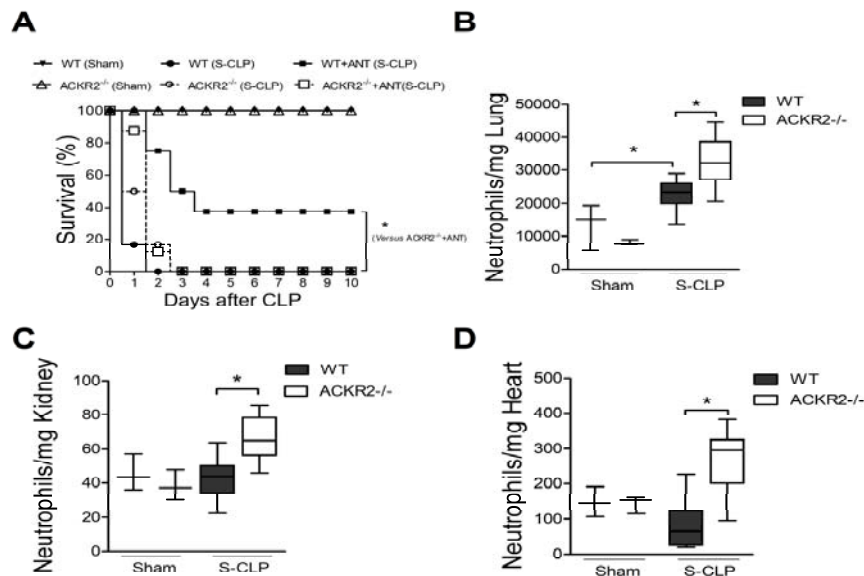 A
WT (Sham) WT (S-CLP) WT+ANT (S-CLP)
ACKR2-/- (Sham) ACKR2-/- (S-CLP) ACKR2-/-+ANT(S-CLP)
Survival (%)
100
80
60
40
20
0
0 1 2 3 4 5 6 7 8 9 10
Days after CLP
*
(Versus ACKR2-/-+ANT)
B
WT
ACKR2-/-
Neutrophils/mg Lung
50000
40000
30000
20000
10000
0
* *
Sham S-CLP
C
WT
ACKR2-/-
Neutrophils/mg Kidney
100
80
60
40
20
0
*
Sham S-CLP
D
WT
ACKR2-/-
Neutrophils/mg Heart
500
400
300
200
100
0
*
Sham S-CLP